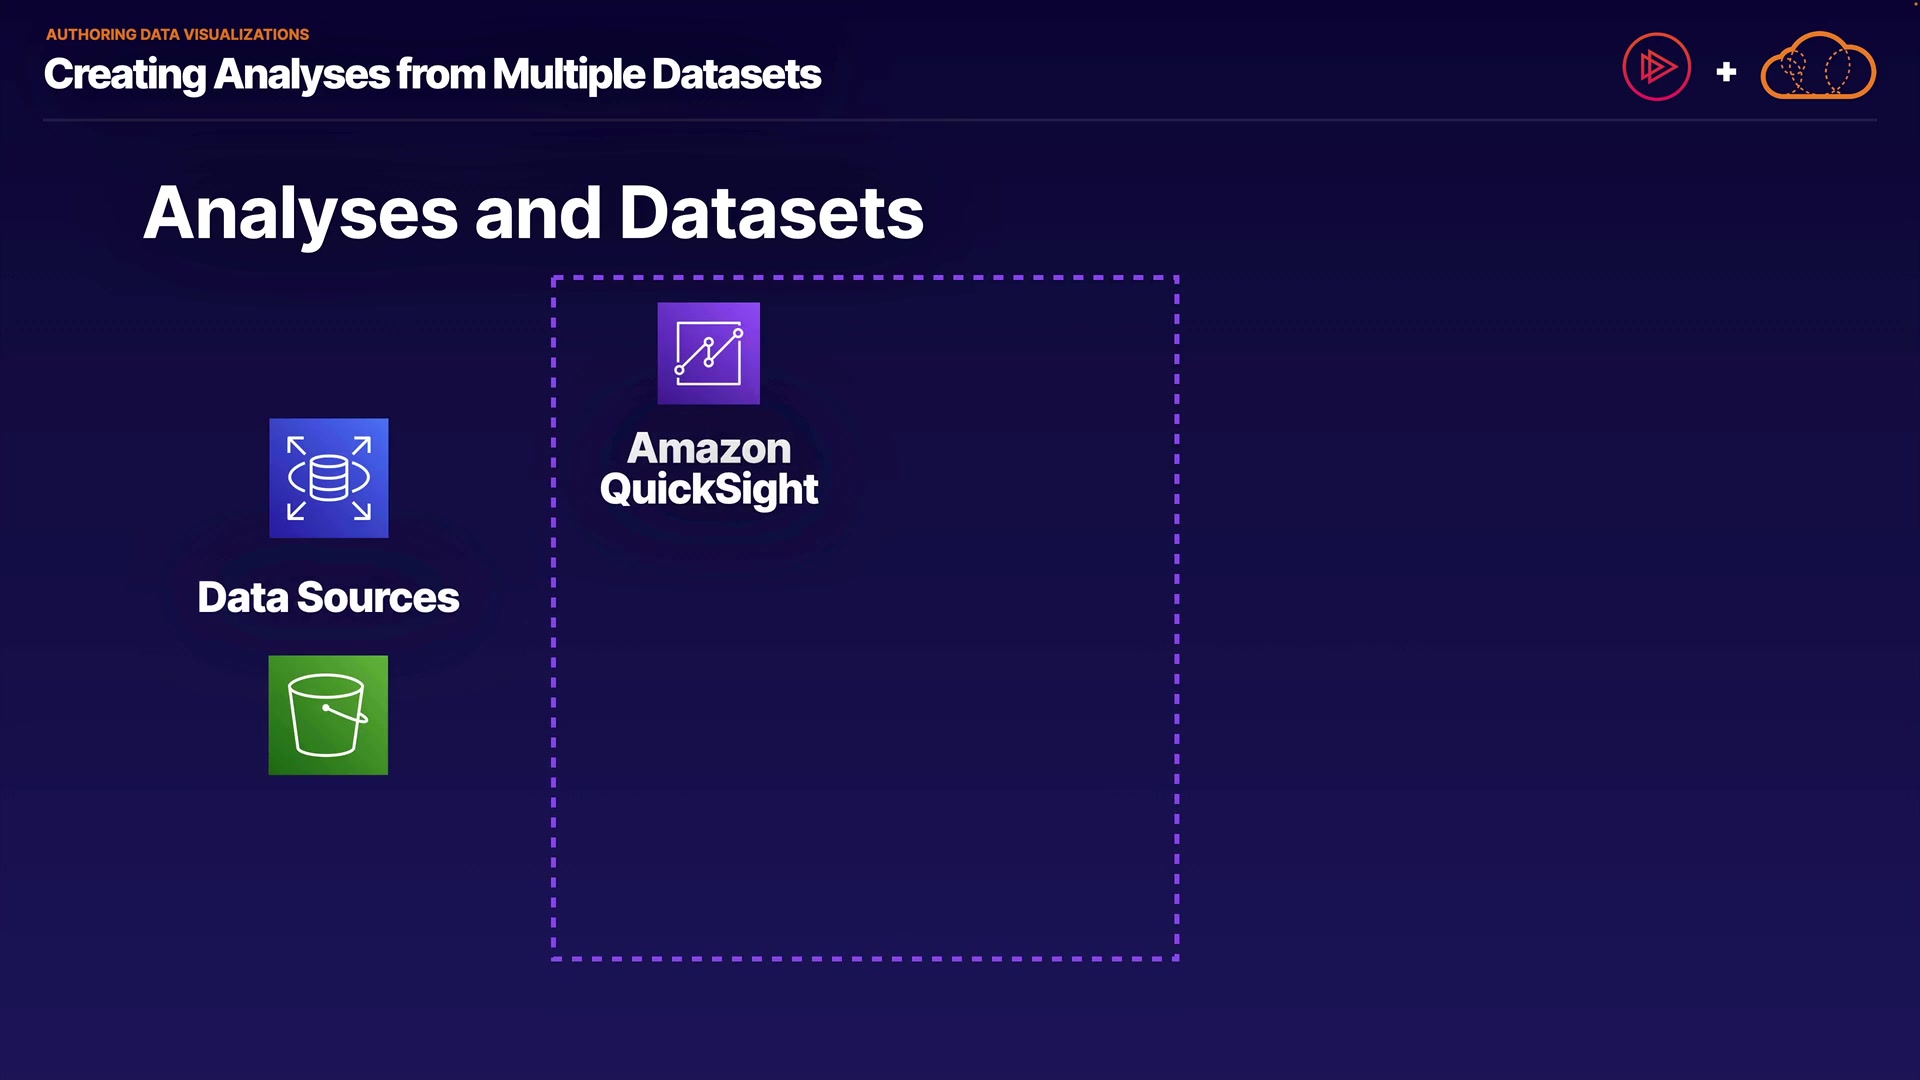 AUTHORING DATA VISUALIZATIONS
Creating Analyses from Multiple Datasets
+
Analyses and Datasets
Amazon
QuickSight
Data Sources